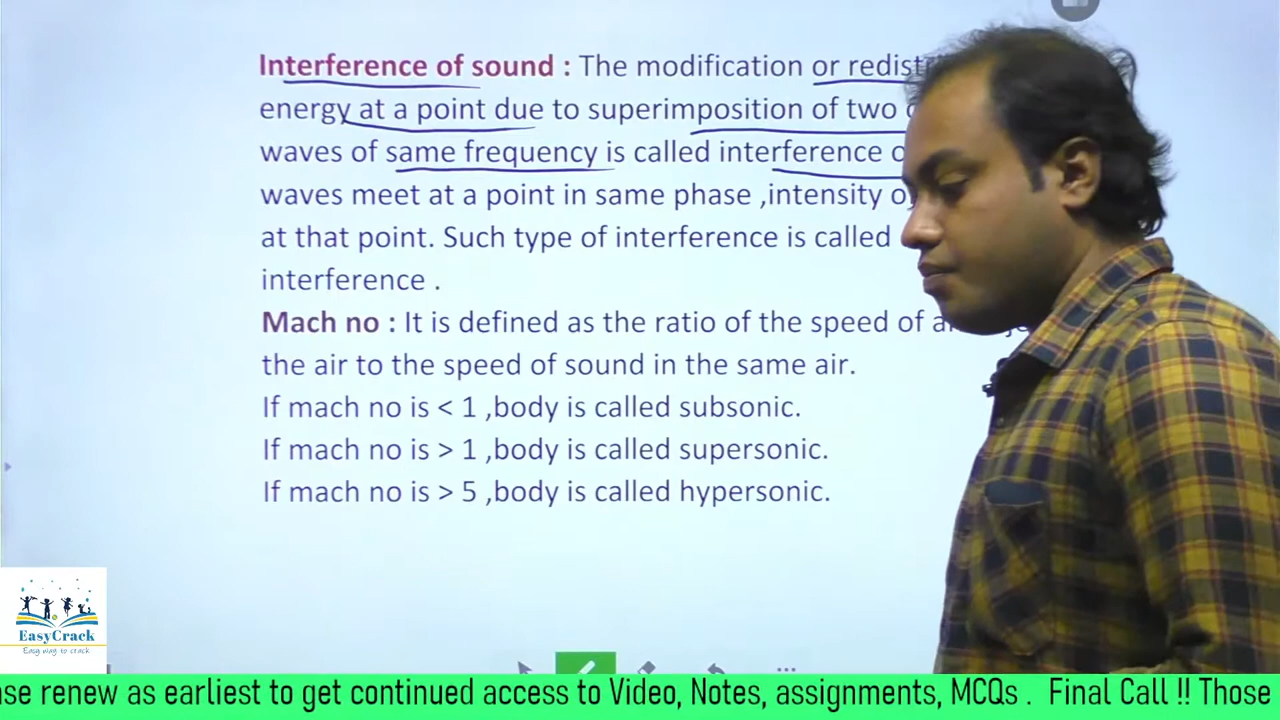 Interference of sound : The modification or redist
energy at a point due to superimposition of two
waves of same frequency is called interference
waves meet at a point in same phase ,intensity
at that point. Such type of interference is called
interference .
Mach no : It is defined as the ratio of the speed of
the air to the speed of sound in the same air.
If mach no is < 1 ,body is called subsonic.
If mach no is > 1 ,body is called supersonic.
If mach no is > 5 ,body is called hypersonic.
EasyCrack
Easy way to crack
se renew as earliest to get continued access to Video, Notes, assignments, MCQs . Final Call !! Those